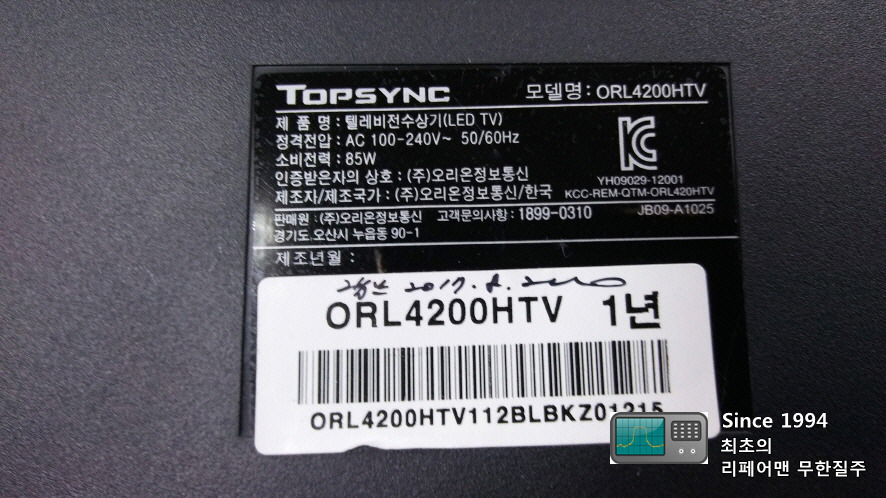 TOPSYNC 모델명 : ORL4200HTV
제 품 명 : 텔레비전수상기(LED TV)
정격전압 : AC 100-240V~ 50/60Hz
소비전력 : 85W
인증받은자의 상호 : (주)오리온정보통신
제조자/제조국가 : (주)오리온정보통신/한국
YH09029-12001
KCC-REM-QTM-ORL420HTV
판매원 : (주)오리온정보통신 고객문의사항 : 1899-0310
JB09-A1025
경기도 오산시 누읍동 90-1
제조년월 :
2017. 8.
ORL4200HTV 1년
ORL4200HTV112BLBKZ01215
Since 1994
최초의
리페어맨 무한질주